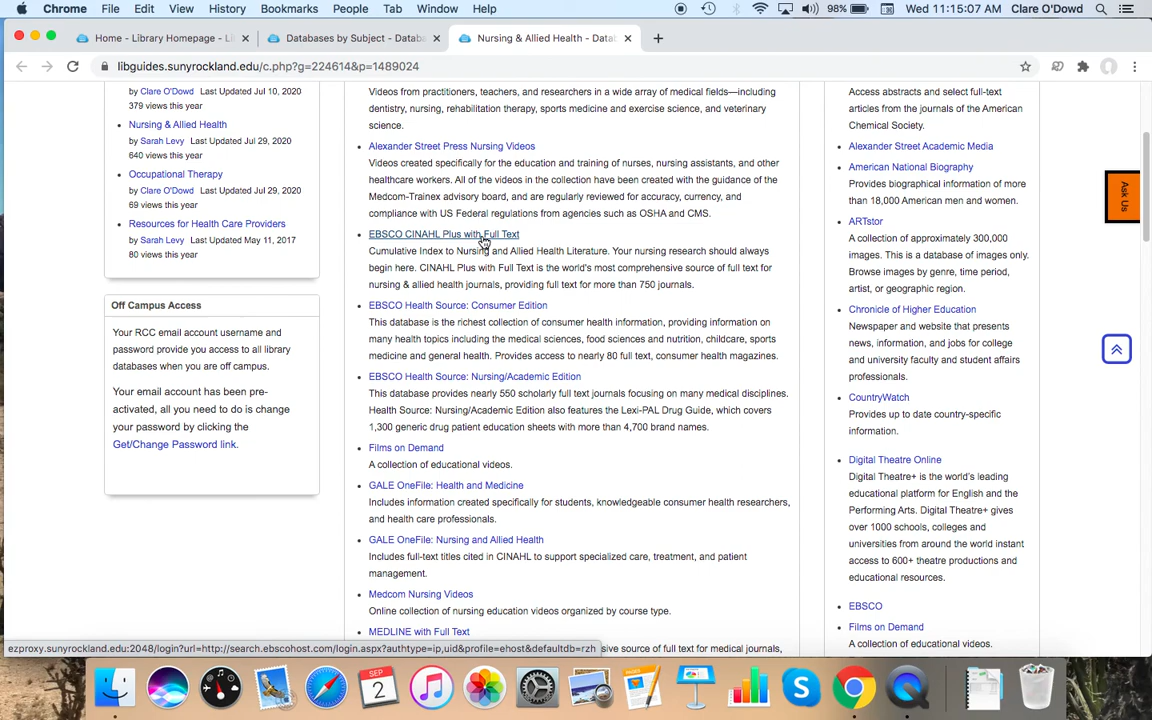 Chrome File Edit View History Bookmarks People Tab Window Help 98% Wed 11:15:07 AM Clare O'Dowd
Home - Library Homepage - Li Databases by Subject - Datab Nursing & Allied Health - Data
libguides.sunyrockland.edu/c.php?g=224614&p=1489024
by Clare O'Dowd Last Updated Jul 10, 2020
379 views this year
Nursing & Allied Health
by Sarah Levy Last Updated Jul 29, 2020
640 views this year
Occupational Therapy
by Clare O'Dowd Last Updated Jul 29, 2020
69 views this year
Resources for Health Care Providers
by Sarah Levy Last Updated May 11, 2017
80 views this year
Off Campus Access
Your RCC email account username and
password provide you access to all library
databases when you are off campus.
Your email account has been pre-
activated, all you need to do is change
your password by clicking the
Get/Change Password link.
Videos from practitioners, teachers, and researchers in a wide array of medical fields—including
dentistry, nursing, rehabilitation therapy, sports medicine and exercise science, and veterinary
science.
Alexander Street Press Nursing Videos
Videos created specifically for the education and training of nurses, nursing assistants, and other
healthcare workers. All of the videos in the collection have been created with the guidance of the
Medcom-Trainex advisory board, and are regularly reviewed for accuracy, currency, and
compliance with US Federal regulations from agencies such as OSHA and CMS.
EBSCO CINAHL Plus with Full Text
Cumulative Index to Nursing and Allied Health Literature. Your nursing research should always
begin here. CINAHL Plus with Full Text is the world's most comprehensive source of full text for
nursing & allied health journals, providing full text for more than 750 journals.
EBSCO Health Source: Consumer Edition
This database is the richest collection of consumer health information, providing information on
many health topics including the medical sciences, food sciences and nutrition, childcare, sports
medicine and general health. Provides access to nearly 80 full text, consumer health magazines.
EBSCO Health Source: Nursing/Academic Edition
This database provides nearly 550 scholarly full text journals focusing on many medical disciplines.
Health Source: Nursing/Academic Edition also features the Lexi-PAL Drug Guide, which covers
1,300 generic drug patient education sheets with more than 4,700 brand names.
Films on Demand
A collection of educational videos.
GALE OneFile: Health and Medicine
Includes information created specifically for students, knowledgeable consumer health researchers,
and health care professionals.
GALE OneFile: Nursing and Allied Health
Includes full-text titles cited in CINAHL to support specialized care, treatment, and patient
management.
Medcom Nursing Videos
Online collection of nursing education videos organized by course type.
MEDLINE with Full Text
sive source of full text for medical journals,
Access abstracts and select full-text
articles from the journals of the American
Chemical Society.
Alexander Street Academic Media
American National Biography
Provides biographical information of more
than 18,000 American men and women.
ARTstor
A collection of approximately 300,000
images. This is a database of images only.
Browse images by genre, time period,
artist, or geographic region.
Chronicle of Higher Education
Newspaper and website that presents
news, information, and jobs for college
and university faculty and student affairs
professionals.
CountryWatch
Provides up to date country-specific
information.
Digital Theatre Online
Digital Theatre+ is the world's leading
educational platform for English and the
Performing Arts. Digital Theatre+ gives
over 1000 schools, colleges and
universities from around the world instant
access to 600+ theatre productions and
educational resources.
EBSCO
Films on Demand
A collection of educational videos.
Ask Us
ezproxy.sunyrockland.edu:2048/login?url=http://search.ebscohost.com/login.aspx?authtype=ip,uid&profile=ehost&defaultdb=rzh
SEP
2